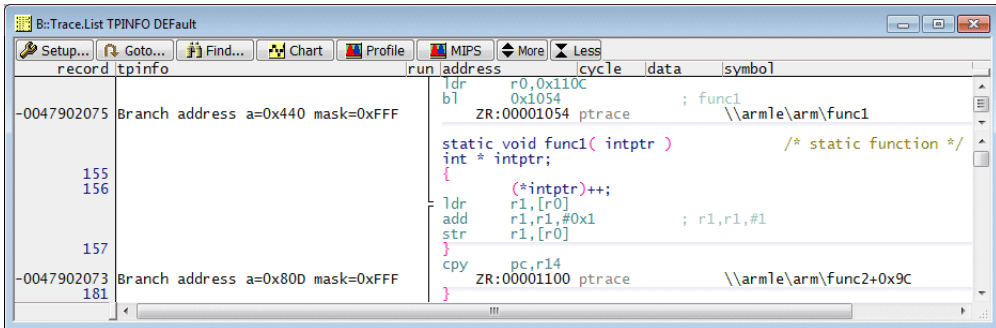 B::Trace.List TPINFO DEFault
Setup... Goto... Find... Chart Profile MIPS More Less
record tpinfo run address cycle data symbol
ldr r0,0x110C
bl 0x1054 ; func1
-0047902075 Branch address a=0x440 mask=0xFFF ZR:00001054 ptrace \\armle\arm\func1
static void func1( intptr ) /* static function */
int * intptr;
155 {
156 (*intptr)++;
ldr r1,[r0]
add r1,r1,#0x1 ; r1,r1,#1
str r1,[r0]
157 }
cpy pc,r14
-0047902073 Branch address a=0x80D mask=0xFFF ZR:00001100 ptrace \\armle\arm\func2+0x9C
181 }